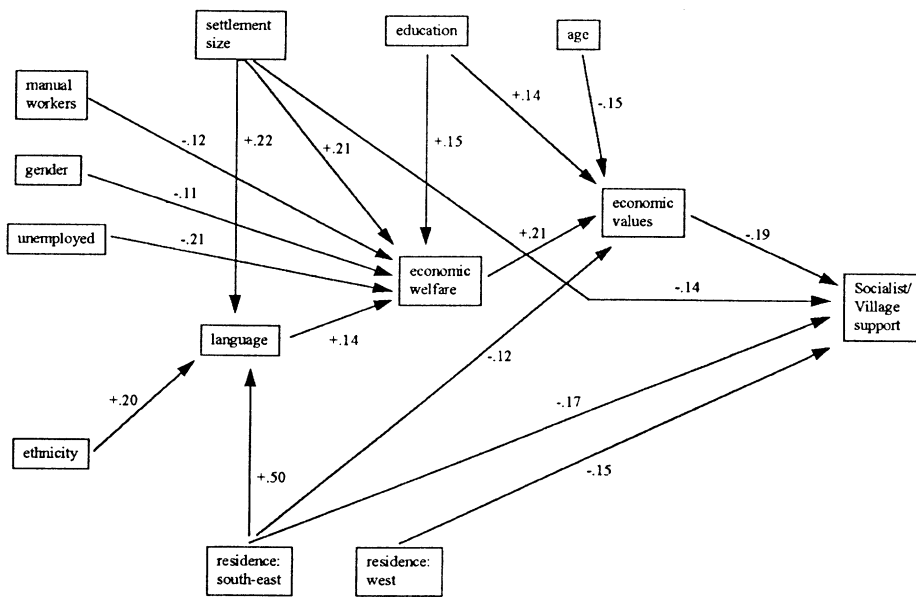 settlement
size
education
age
manual
workers
+.14
-.15
-.12
+.22
+.21
+.15
gender
-.11
economic
values
unemployed
-.21
+.21
-.19
economic
welfare
-.14
Socialist/
Village
support
language
+.14
-.12
+.20
-.17
ethnicity
+.50
-.15
residence:
south-east
residence:
west